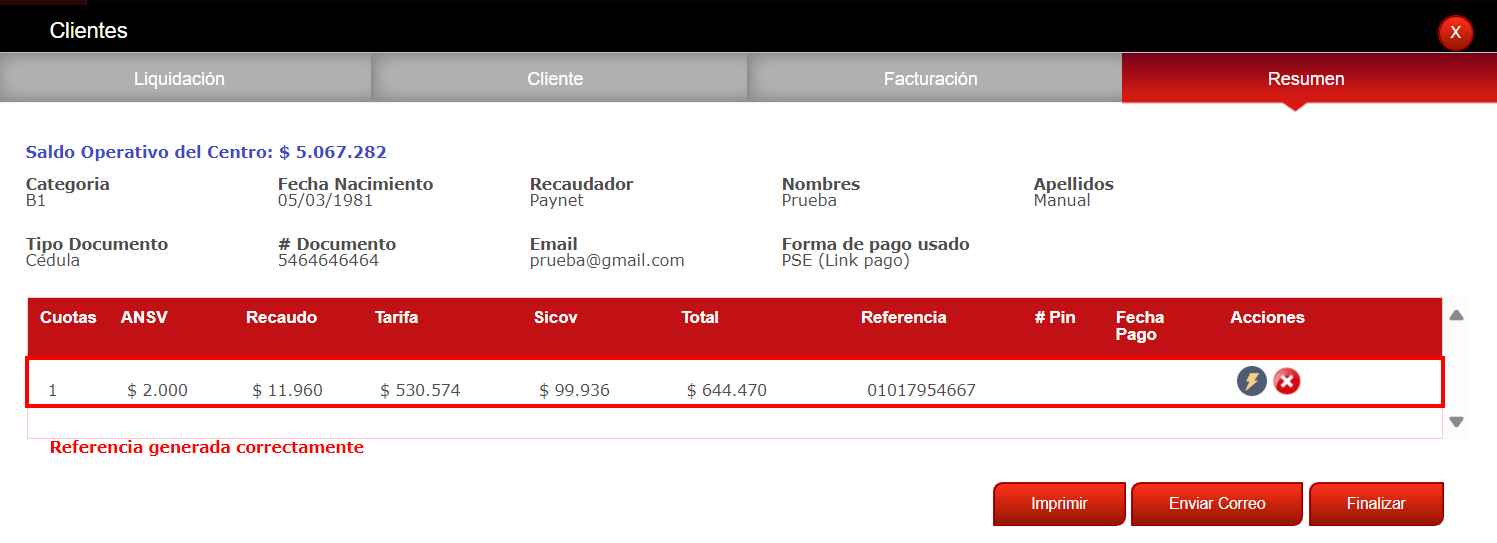 Clientes
X
Liquidación Cliente Facturación Resumen
Saldo Operativo del Centro: $ 5.067.282
Categoria Fecha Nacimiento Recaudador Nombres Apellidos
B1 05/03/1981 Paynet Prueba Manual
Tipo Documento # Documento Email Forma de pago usado
Cédula 5464646464 prueba@gmail.com PSE (Link pago)
Cuotas ANSV Recaudo Tarifa Sicov Total Referencia # Pin Fecha Pago Acciones
1 $ 2.000 $ 11.960 $ 530.574 $ 99.936 $ 644.470 01017954667
Referencia generada correctamente
Imprimir Enviar Correo Finalizar